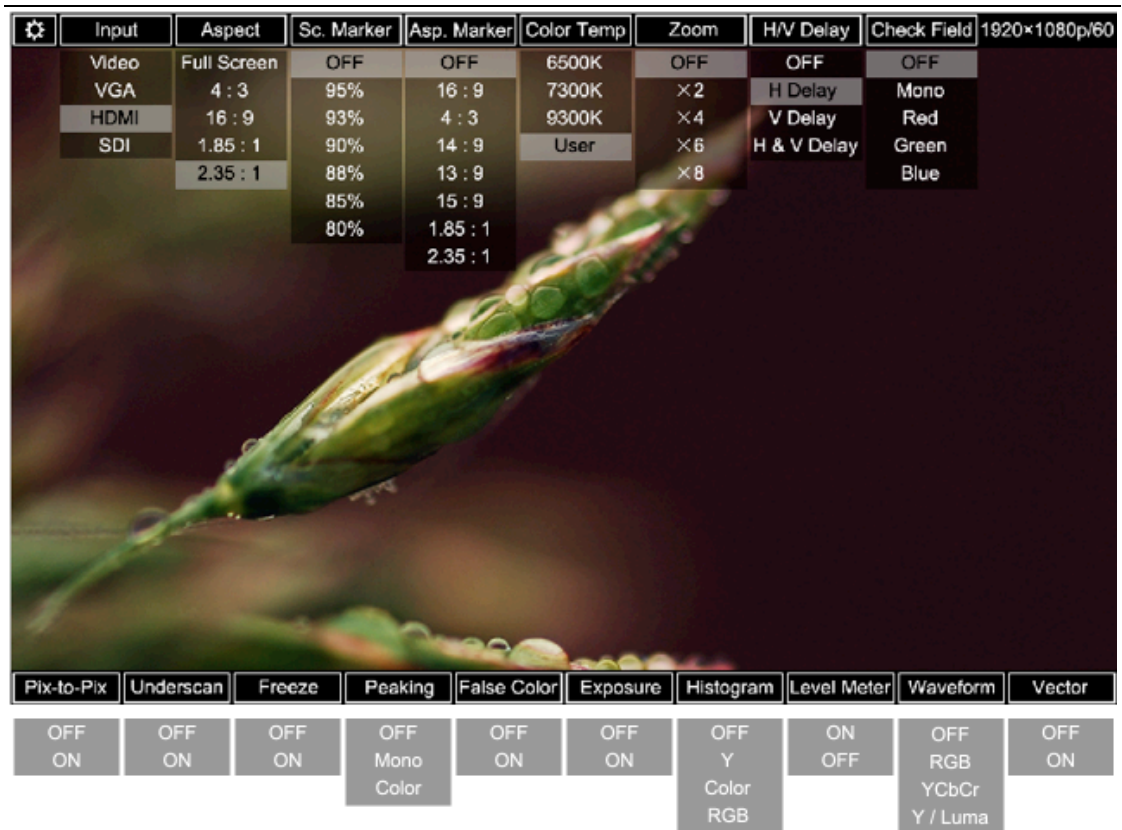 Input Aspect Sc. Marker Asp. Marker Color Temp Zoom H/V Delay Check Field 1920×1080p/60
Video Full Screen OFF OFF 6500K OFF OFF OFF
VGA 4 : 3 95% 16 : 9 7300K ×2 H Delay Mono
HDMI 16 : 9 93% 4 : 3 9300K ×4 V Delay Red
SDI 1.85 : 1 90% 14 : 9 User ×6 H & V Delay Green
2.35 : 1 88% 13 : 9 ×8 Blue
85% 15 : 9
80% 1.85 : 1
2.35 : 1
Pix-to-Pix Underscan Freeze Peaking False Color Exposure Histogram Level Meter Waveform Vector
OFF OFF OFF OFF OFF OFF OFF ON OFF OFF
ON ON ON Mono ON ON Y OFF RGB ON
Color Color YCbCr
RGB Y / Luma